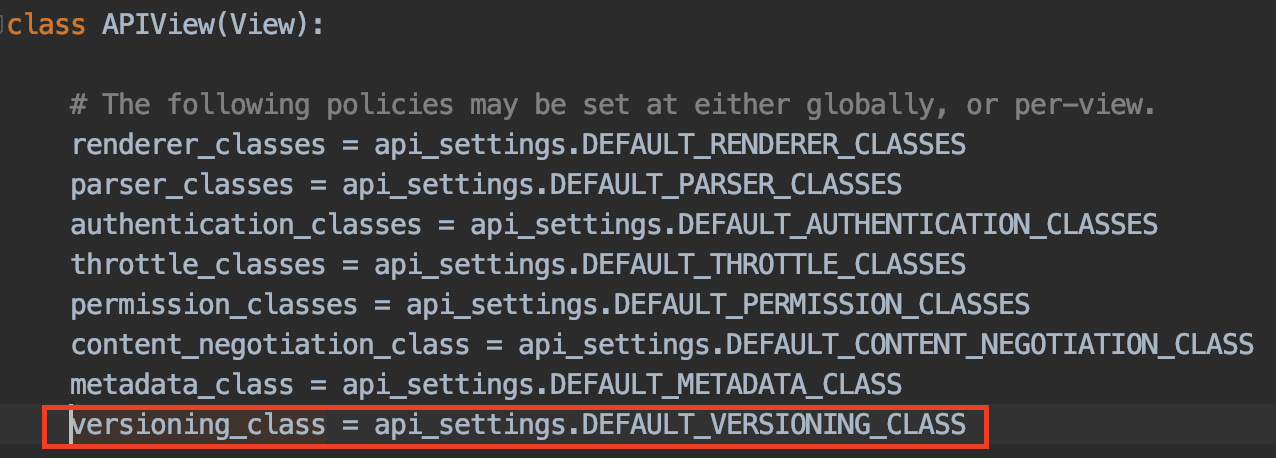 class APIView(View):
# The following policies may be set at either globally, or per-view.
renderer_classes = api_settings.DEFAULT_RENDERER_CLASSES
parser_classes = api_settings.DEFAULT_PARSER_CLASSES
authentication_classes = api_settings.DEFAULT_AUTHENTICATION_CLASSES
throttle_classes = api_settings.DEFAULT_THROTTLE_CLASSES
permission_classes = api_settings.DEFAULT_PERMISSION_CLASSES
content_negotiation_class = api_settings.DEFAULT_CONTENT_NEGOTIATION_CLASS
metadata_class = api_settings.DEFAULT_METADATA_CLASS
versioning_class = api_settings.DEFAULT_VERSIONING_CLASS